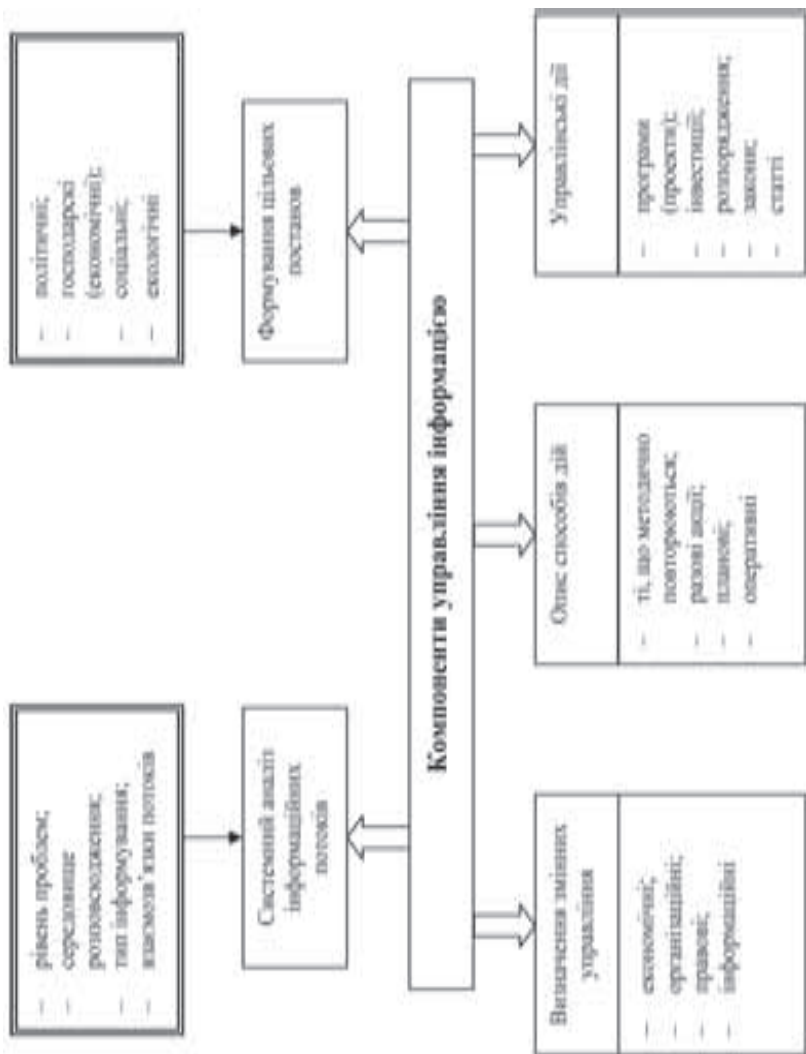 – рівень проблем;
– середовище
розповсюдження;
– тип інформування;
– взаємозв'язки потоків
– політичні;
– господарскі
(економічні);
– соціальні;
– екологічні
Системний аналіз
інформаційних
потоків
Формування цільових
постанов
Компоненти управління інформацією
Визначення змінних
управління
– економічні;
– організаційні;
– правові;
– інформаційні
Опис способів дій
– ті, що методично
повторюються;
– разові акції;
– планові;
– оперативні
Управлінські дії
– програми
(проекти);
– інвестиції;
– розпорядження;
– закони;
– статті